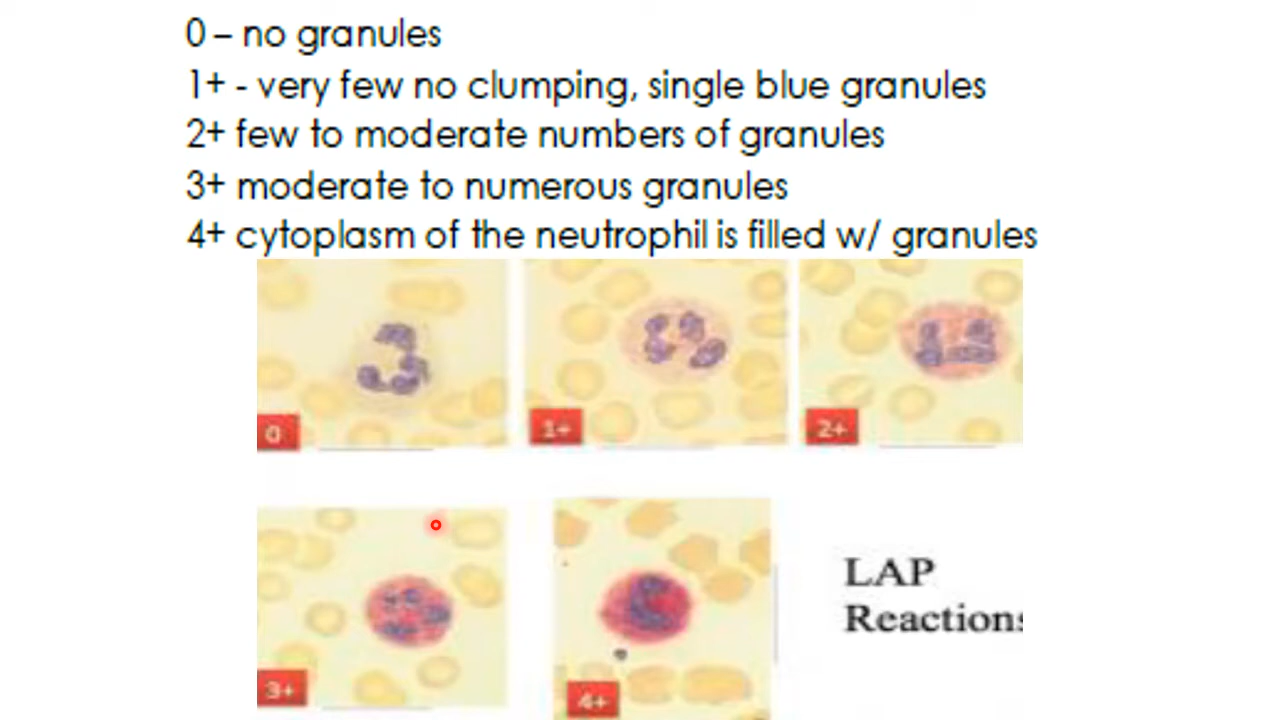 0 – no granules
1+ - very few no clumping, single blue granules
2+ few to moderate numbers of granules
3+ moderate to numerous granules
4+ cytoplasm of the neutrophil is filled w/ granules
0
1+
2+
3+
4+
LAP
Reactions